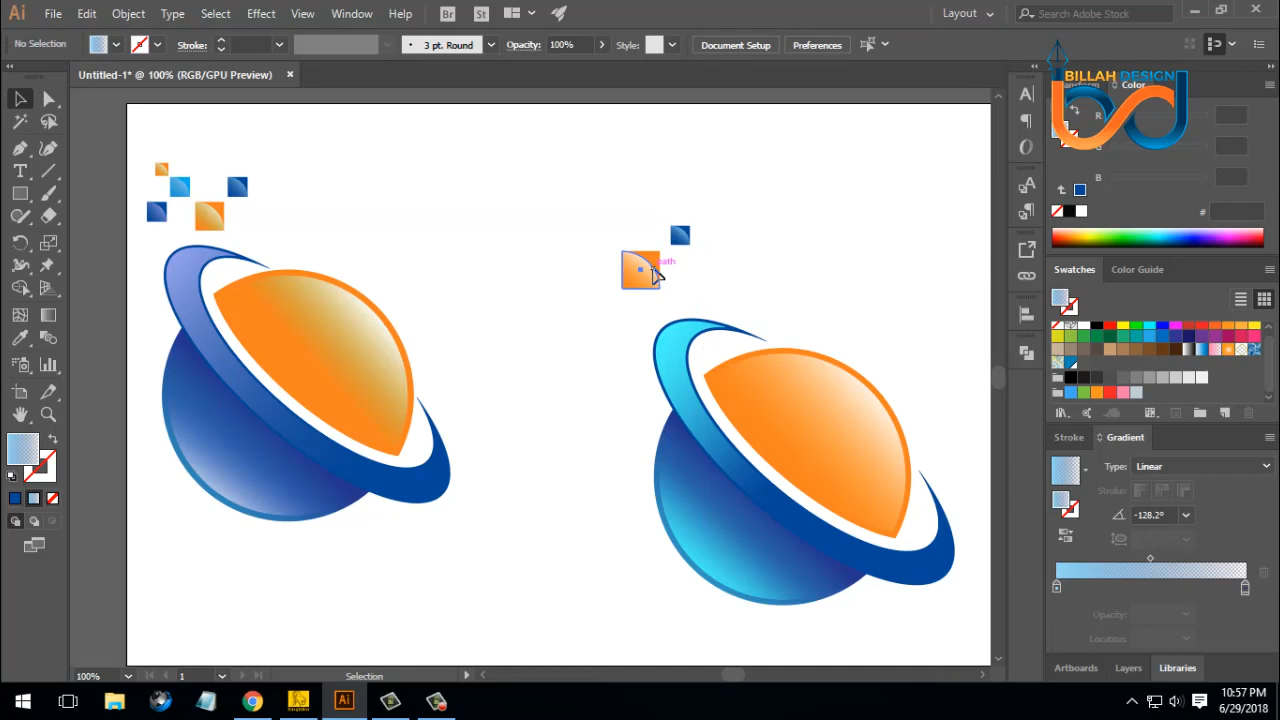 Ai File Edit Object Type Select Effect View Window Help Br St Layout Search Adobe Stock
No Selection Stroke: 3 pt. Round Opacity: 100% Style: Document Setup Preferences
Untitled-1* @ 100% (RGB/GPU Preview)
BILLAH DESIGN
Transform Color
R
G
B
#
path
Swatches Color Guide
Stroke Gradient
Type: Linear
Stroke:
-128.2°
Opacity:
Location:
Artboards Layers Libraries
100% 1 Selection
Ai
10:57 PM
6/29/2018